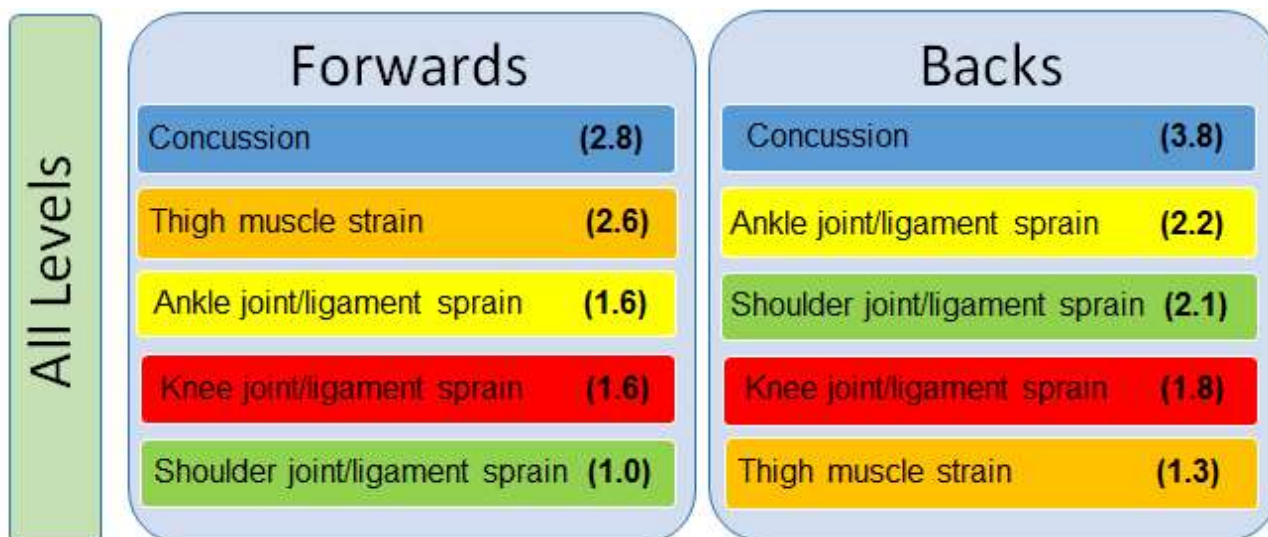 All Levels
Forwards
Concussion (2.8)
Thigh muscle strain (2.6)
Ankle joint/ligament sprain (1.6)
Knee joint/ligament sprain (1.6)
Shoulder joint/ligament sprain (1.0)
Backs
Concussion (3.8)
Ankle joint/ligament sprain (2.2)
Shoulder joint/ligament sprain (2.1)
Knee joint/ligament sprain (1.8)
Thigh muscle strain (1.3)